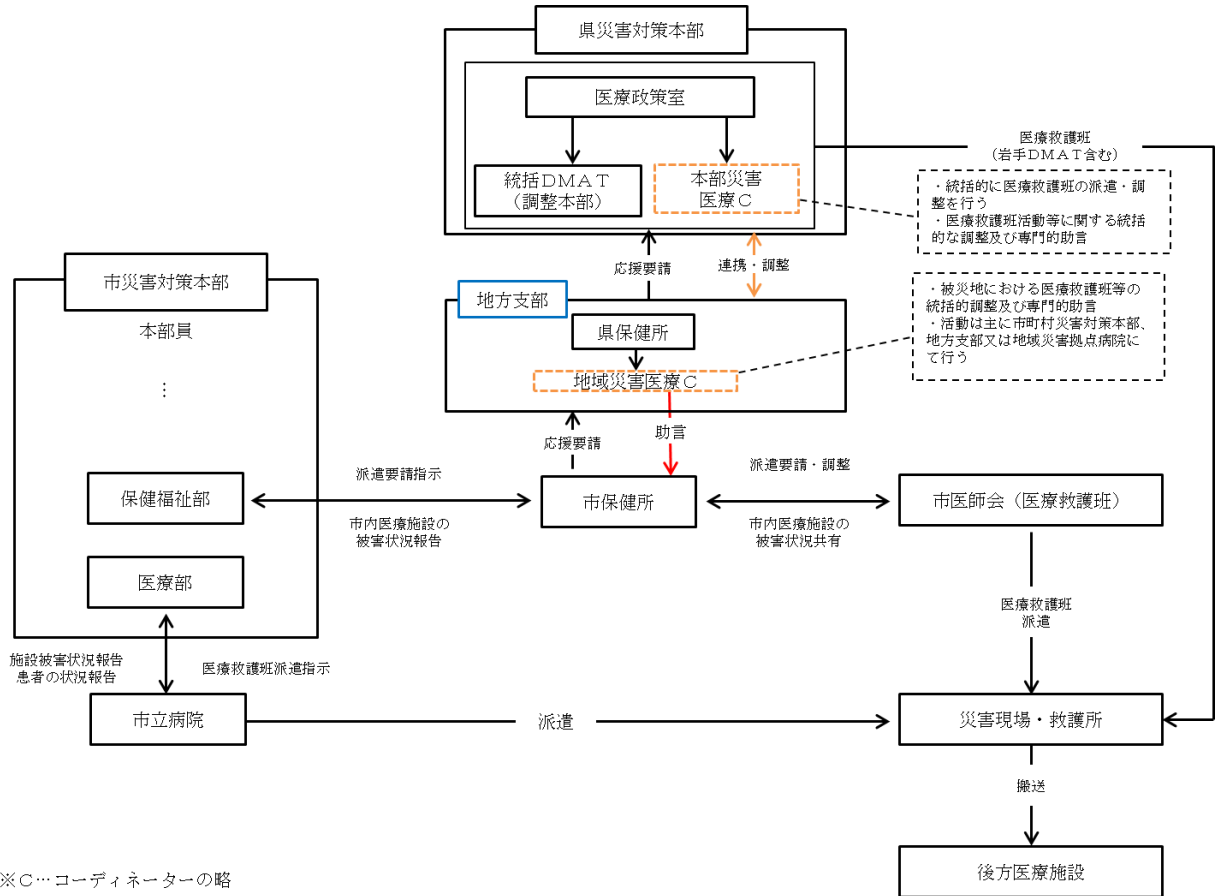 県災害対策本部
医療政策室
統括DMAT
(調整本部)
本部災害
医療C
医療救護班
(岩手DMAT含む)
・統括的に医療救護班の派遣・調
整を行う
・医療救護班活動等に関する統括
的な調整及び専門的助言
応援要請
連携・調整
市災害対策本部
本部員
⋮
保健福祉部
医療部
地方支部
県保健所
地域災害医療C
・被災地における医療救護班等の
統括的調整及び専門的助言
・活動は主に市町村災害対策本部、
地方支部又は地域災害拠点病院に
て行う
応援要請
助言
派遣要請指示
市内医療施設の
被害状況報告
市保健所
派遣要請・調整
市内医療施設の
被害状況共有
市医師会(医療救護班)
医療救護班
派遣
施設被害状況報告
患者の状況報告
医療救護班派遣指示
市立病院
派遣
災害現場・救護所
搬送
後方医療施設
※C…コーディネーターの略